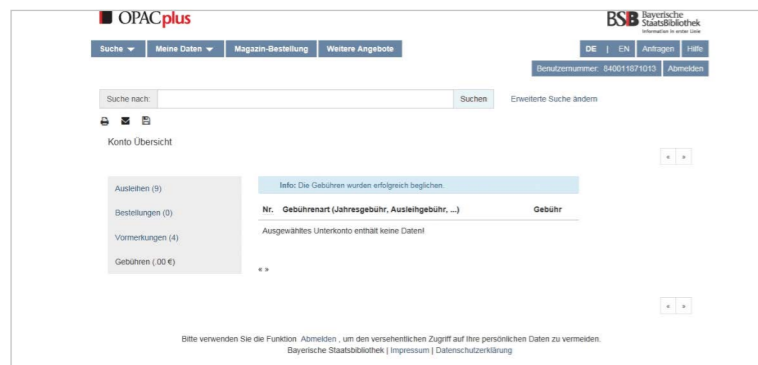 OPACplus
BSB Bayerische
StaatsBibliothek
Information in erster Linie
Suche Meine Daten Magazin-Bestellung Weitere Angebote DE | EN Anfragen Hilfe
Benutzernummer: 840011871013 Abmelden
Suche nach: Suchen Erweiterte Suche ändern
Konto Übersicht
« »
Ausleihen (9)
Bestellungen (0)
Vormerkungen (4)
Gebühren (.00 €)
Info: Die Gebühren wurden erfolgreich beglichen.
Nr. Gebührenart (Jahresgebühr, Ausleihgebühr, ...) Gebühr
Ausgewähltes Unterkonto enthält keine Daten!
« »
« »
Bitte verwenden Sie die Funktion Abmelden , um den versehentlichen Zugriff auf Ihre persönlichen Daten zu vermeiden.
Bayerische Staatsbibliothek | Impressum | Datenschutzerklärung